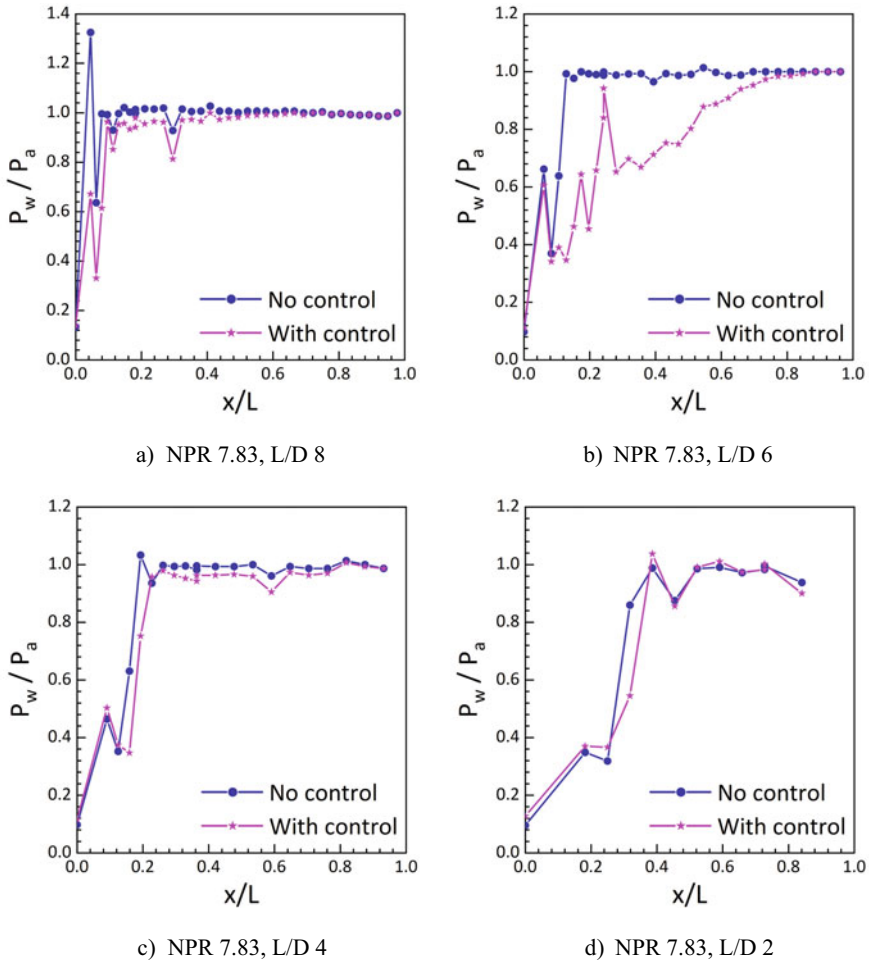 1.4
1.2
1.0
0.8
0.6
0.4
0.2
0.0
P_w / P_a
No control
With control
0.0 0.2 0.4 0.6 0.8 1.0
x/L
a) NPR 7.83, L/D 8
1.2
1.0
0.8
0.6
0.4
0.2
0.0
P_w / P_a
No control
With control
0.0 0.2 0.4 0.6 0.8 1.0
x/L
b) NPR 7.83, L/D 6
1.2
1.0
0.8
0.6
0.4
0.2
0.0
P_w / P_a
No control
With control
0.0 0.2 0.4 0.6 0.8 1.0
x/L
c) NPR 7.83, L/D 4
1.2
1.0
0.8
0.6
0.4
0.2
0.0
P_w / P_a
No control
With control
0.0 0.2 0.4 0.6 0.8 1.0
x/L
d) NPR 7.83, L/D 2